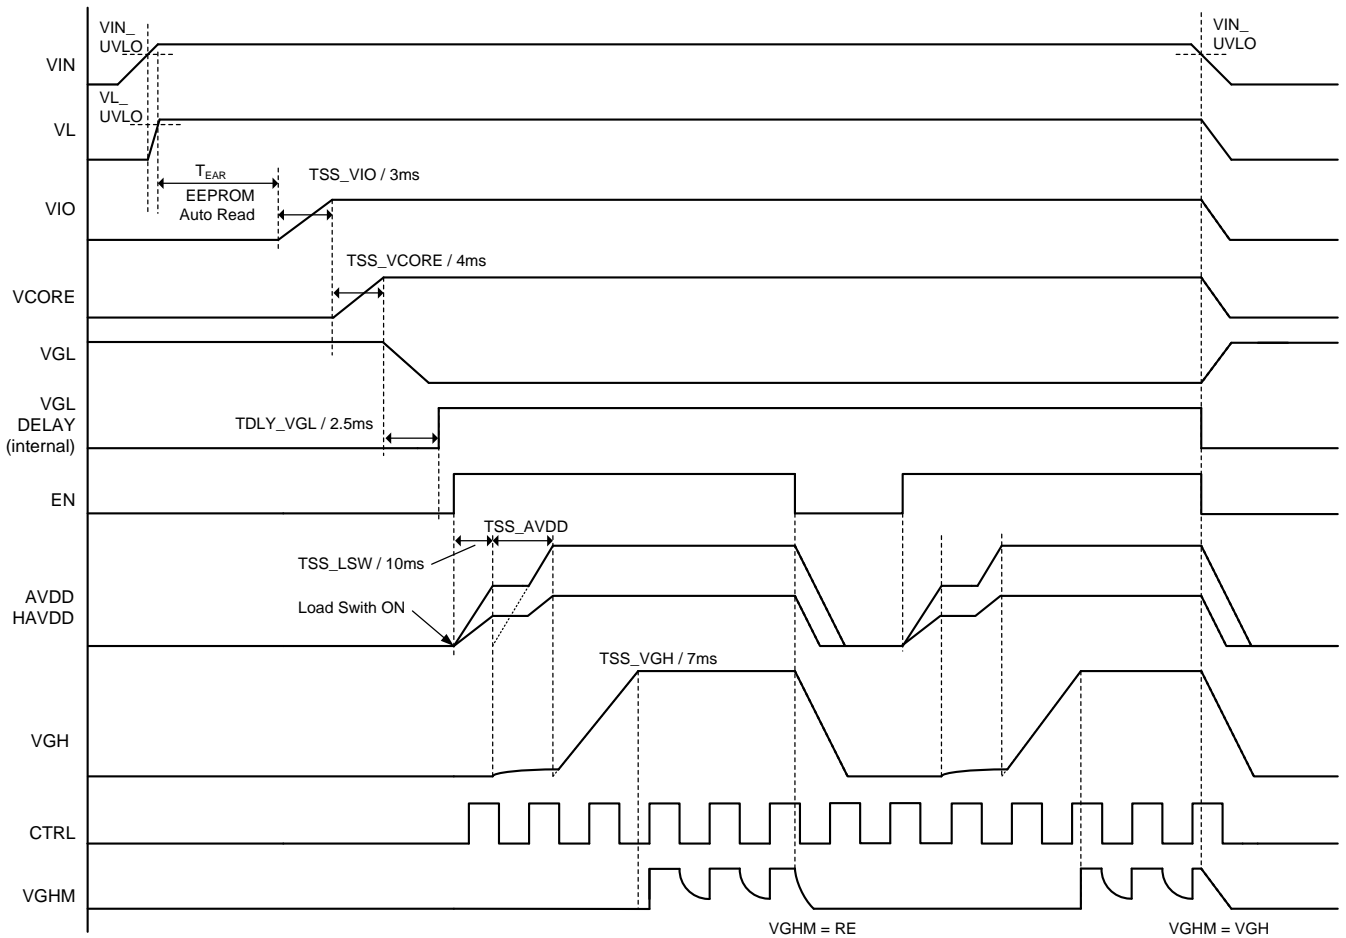 VIN_
UVLO
VIN_
UVLO
VIN
VL_
UVLO
VL
TEAR
EEPROM
Auto Read
TSS_VIO / 3ms
VIO
TSS_VCORE / 4ms
VCORE
VGL
VGL
DELAY
(internal)
TDLY_VGL / 2.5ms
EN
TSS_AVDD
TSS_LSW / 10ms
AVDD
HAVDD
Load Swith ON
TSS_VGH / 7ms
VGH
CTRL
VGHM
VGHM = RE
VGHM = VGH